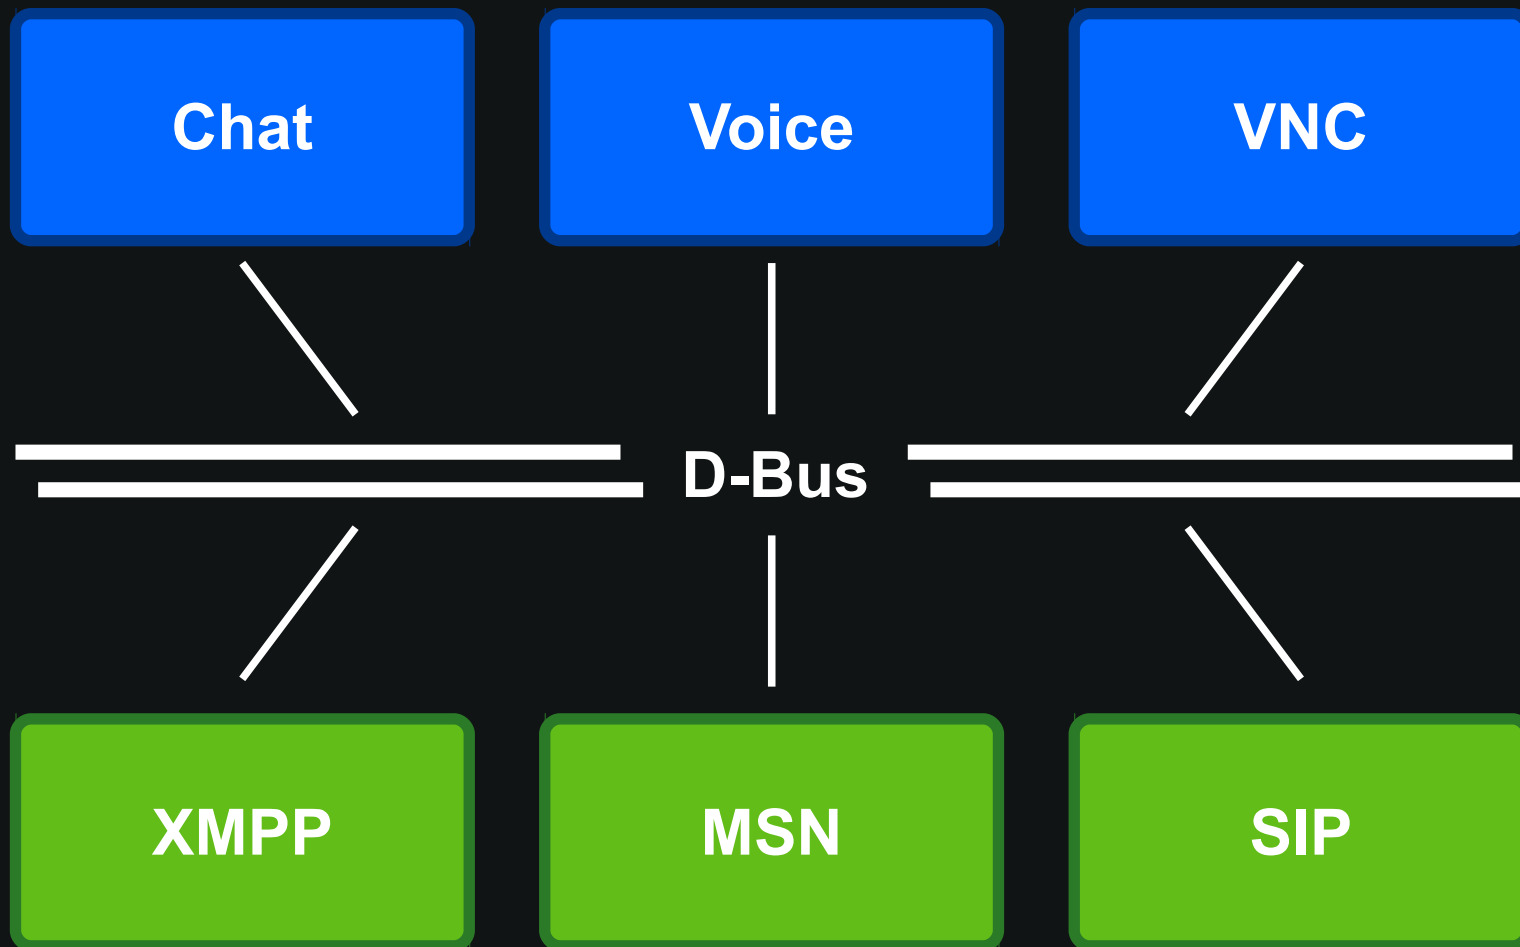 Chat
Voice
VNC
D-Bus
XMPP
MSN
SIP